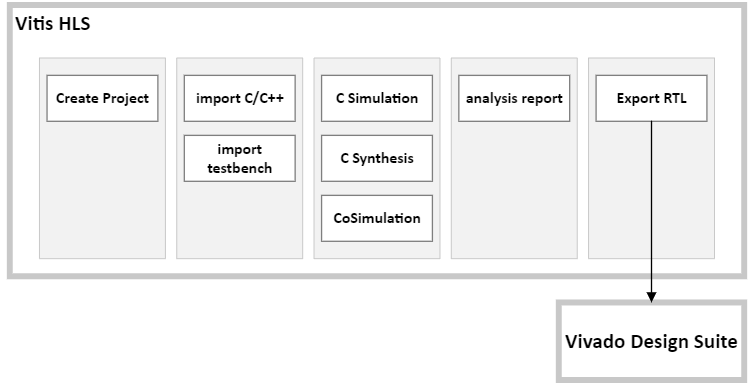 Vitis HLS
Create Project
import C/C++
import
testbench
C Simulation
C Synthesis
CoSimulation
analysis report
Export RTL
Vivado Design Suite